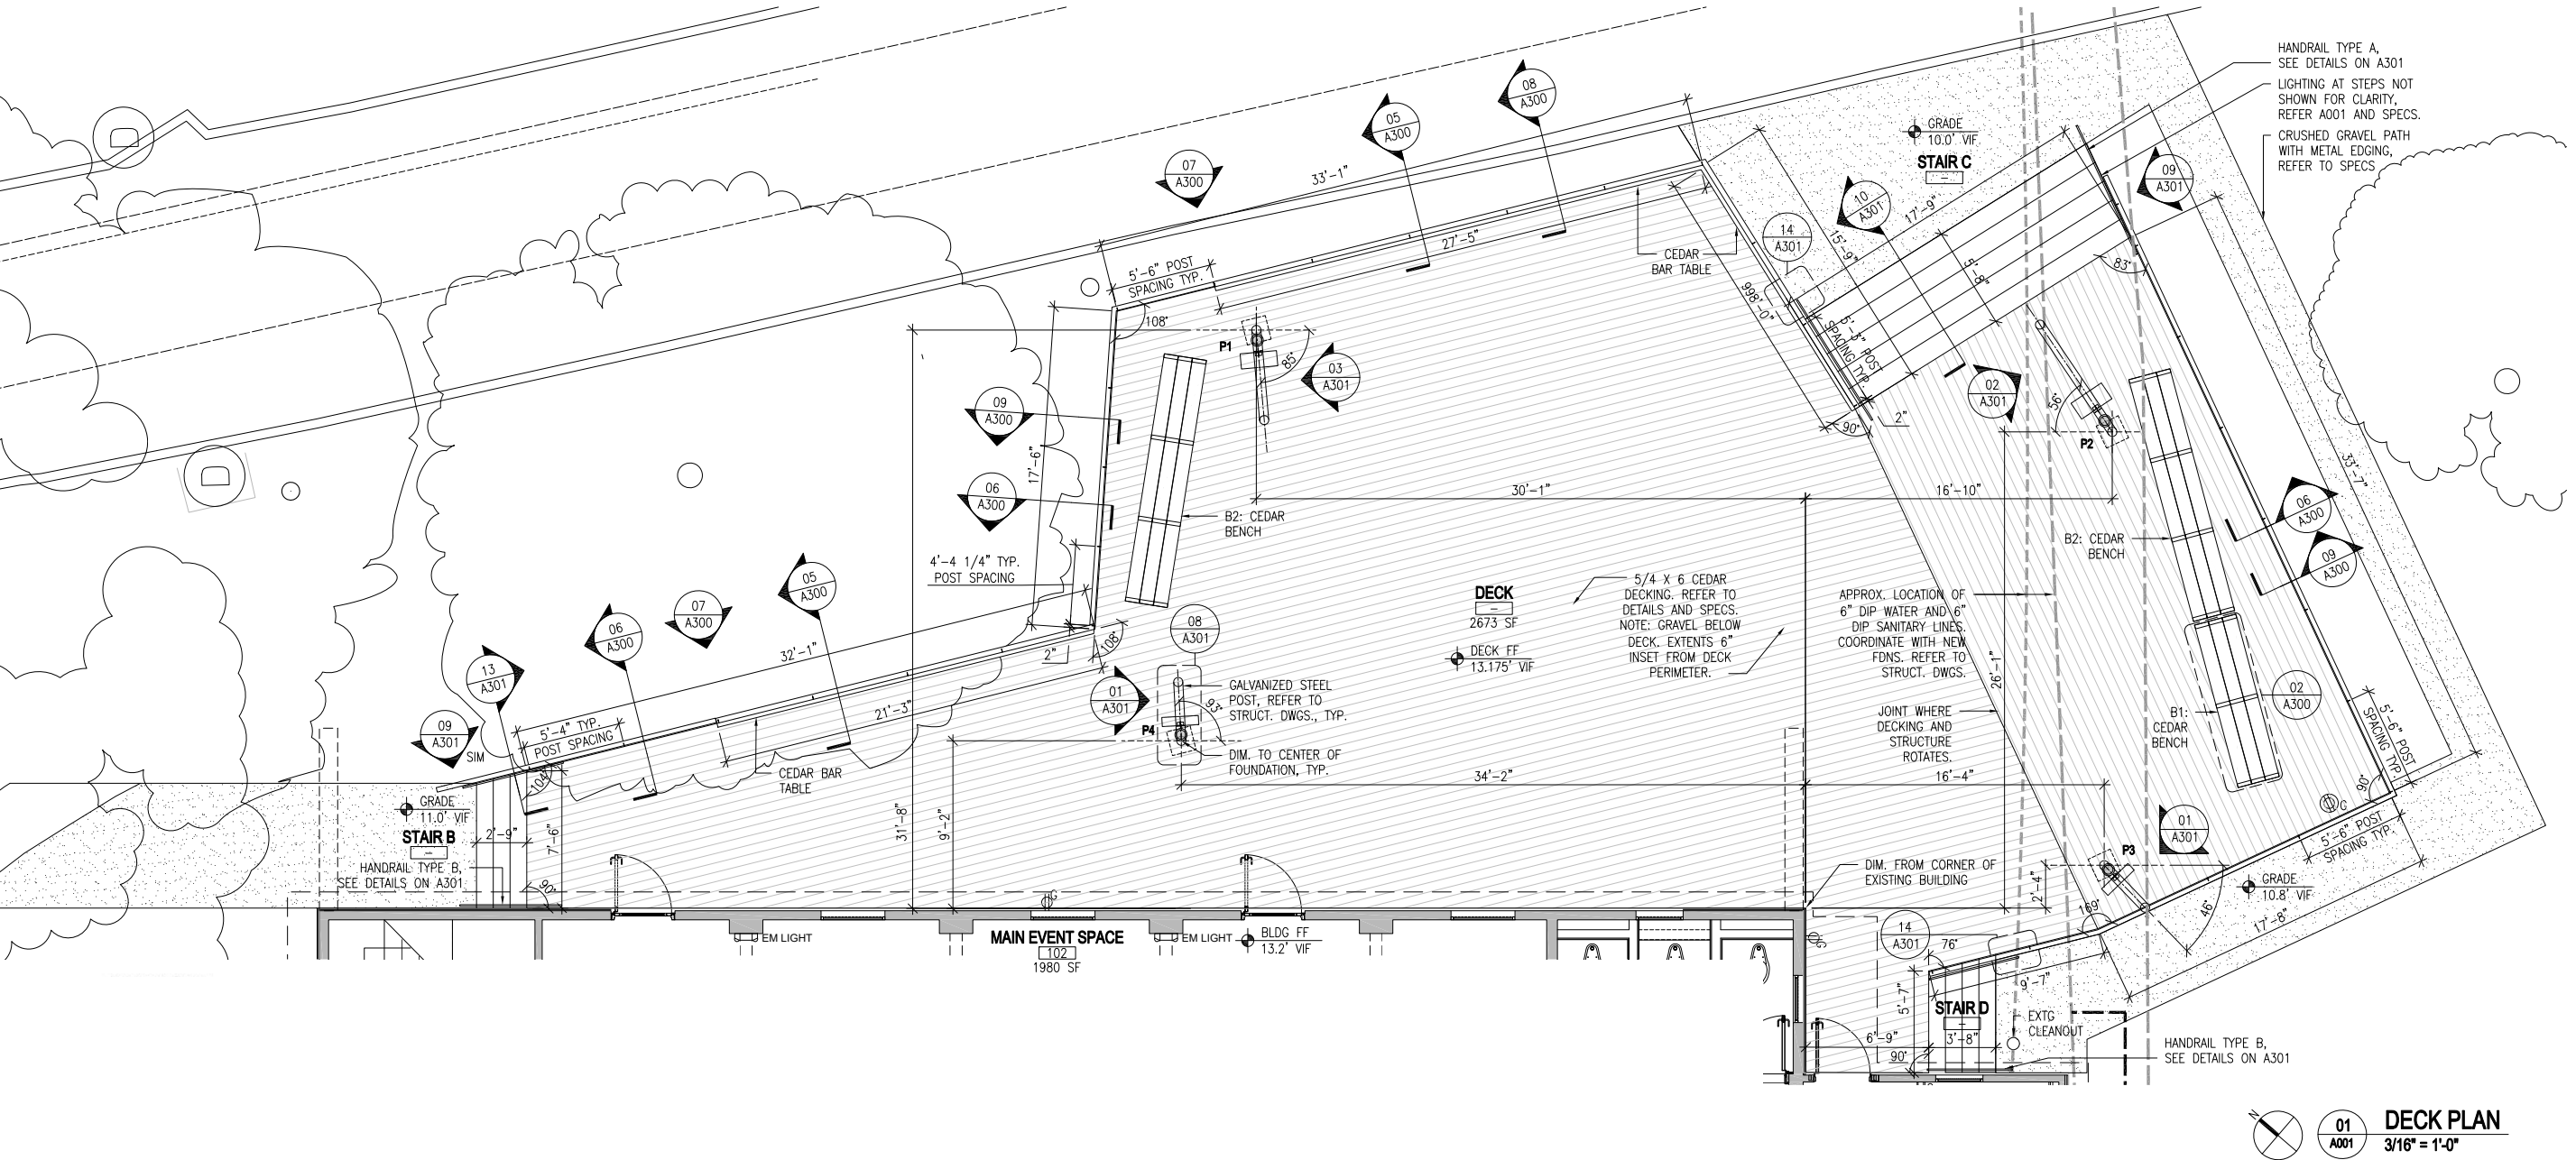 HANDRAIL TYPE A,
SEE DETAILS ON A301
LIGHTING AT STEPS NOT
SHOWN FOR CLARITY,
REFER A001 AND SPECS.
CRUSHED GRAVEL PATH
WITH METAL EDGING,
REFER TO SPECS
08
A300
05
A300
07
A300
33'-1"
GRADE
10.0' VIF
STAIR C
-
09
A301
10
A301
17'-9"
14
A301
15'-9"
5'-8"
83°
27'-5"
CEDAR
BAR TABLE
998'-0"
5'-6" POST
SPACING TYP.
108°
P1
85°
03
A301
5'-3" POST
SPACING TYP.
2"
90°
02
A301
56°
P2
33'-7"
09
A300
06
A300
17'-6"
B2: CEDAR
BENCH
30'-1"
16'-10"
B2: CEDAR
BENCH
06
A300
09
A300
4'-4 1/4" TYP.
POST SPACING
05
A300
07
A300
06
A300
13
A301
09
A301
SIM
32'-1"
2"
108°
08
A301
01
A301
P4
93°
GALVANIZED STEEL
POST, REFER TO
STRUCT. DWGS., TYP.
DIM. TO CENTER OF
FOUNDATION, TYP.
DECK
-
2673 SF
DECK FF
13.175' VIF
5/4 X 6 CEDAR
DECKING. REFER TO
DETAILS AND SPECS.
NOTE: GRAVEL BELOW
DECK. EXTENTS 6"
INSET FROM DECK
PERIMETER.
APPROX. LOCATION OF
6" DIP WATER AND 6"
DIP SANITARY LINES.
COORDINATE WITH NEW
FDNS. REFER TO
STRUCT. DWGS.
26'-1"
JOINT WHERE
DECKING AND
STRUCTURE
ROTATES.
B1:
CEDAR
BENCH
02
A300
5'-6" POST
SPACING TYP.
90°
5'-4" TYP.
POST SPACING
21'-3"
CEDAR BAR
TABLE
104°
34'-2"
16'-4"
G
01
A301
5'-6" POST
SPACING TYP.
GRADE
11.0' VIF
STAIR B
-
2'-9"
7'-6"
31'-8"
9'-2"
HANDRAIL TYPE B,
SEE DETAILS ON A301
90°
DIM. FROM CORNER OF
EXISTING BUILDING
P3
2'-4"
46°
169°
GRADE
10.8' VIF
17'-8"
G
EM LIGHT
MAIN EVENT SPACE
102
1980 SF
EM LIGHT
BLDG FF
13.2' VIF
G
14
A301
76°
9'-7"
5'-7"
STAIR D
-
6'-9"
3'-8"
90°
EXTG
CLEANOUT
HANDRAIL TYPE B,
SEE DETAILS ON A301
N
01
A001
DECK PLAN
3/16" = 1'-0"